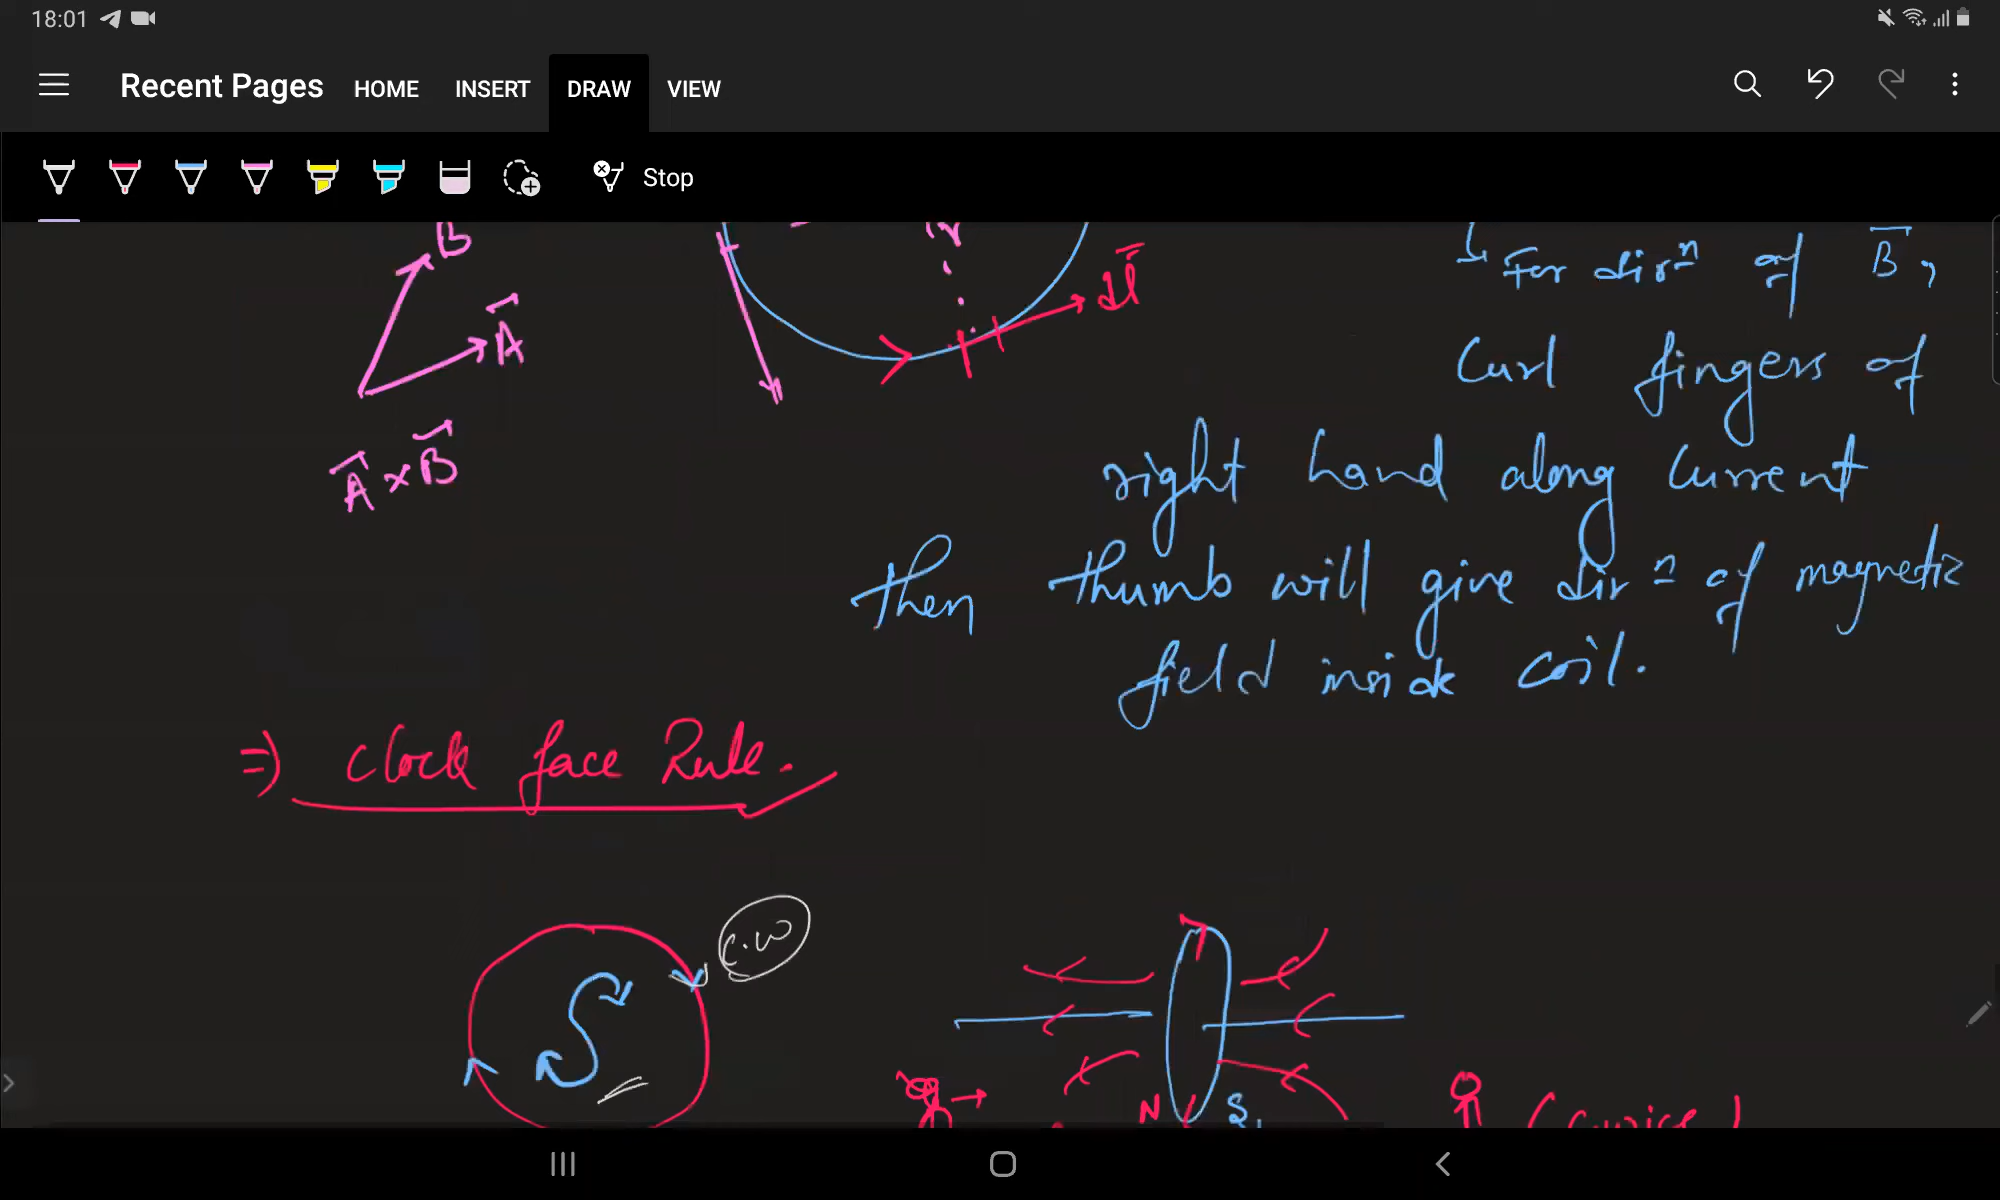 18:01
Recent Pages HOME INSERT DRAW VIEW
Stop
B
A
A × B
r
dl
For dirⁿ of B,
Curl fingers of
right hand along current
then thumb will give dirⁿ of magnetic
field inside coil.
=) Clock face Rule.
C.W
S
N S